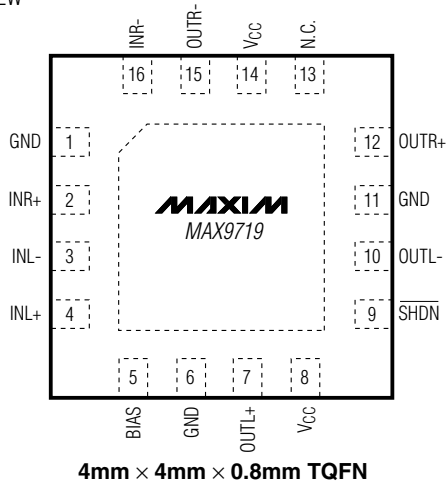 INR-
OUTR-
VCC
N.C.
16 15 14 13
GND 1
INR+ 2
INL- 3
INL+ 4
12 OUTR+
11 GND
10 OUTL-
9 SHDN
MAXIM
MAX9719
5 6 7 8
BIAS
GND
OUTL+
VCC
4mm × 4mm × 0.8mm TQFN